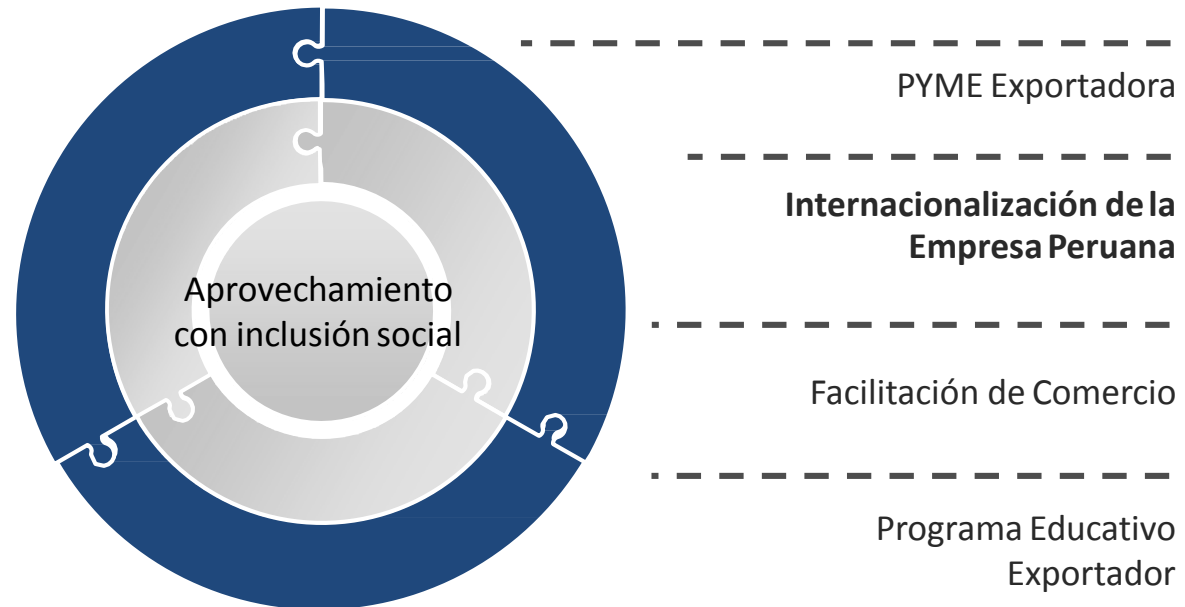 PYME Exportadora
Internacionalización de la
Empresa Peruana
Aprovechamiento
con inclusión social
Facilitación de Comercio
Programa Educativo
Exportador